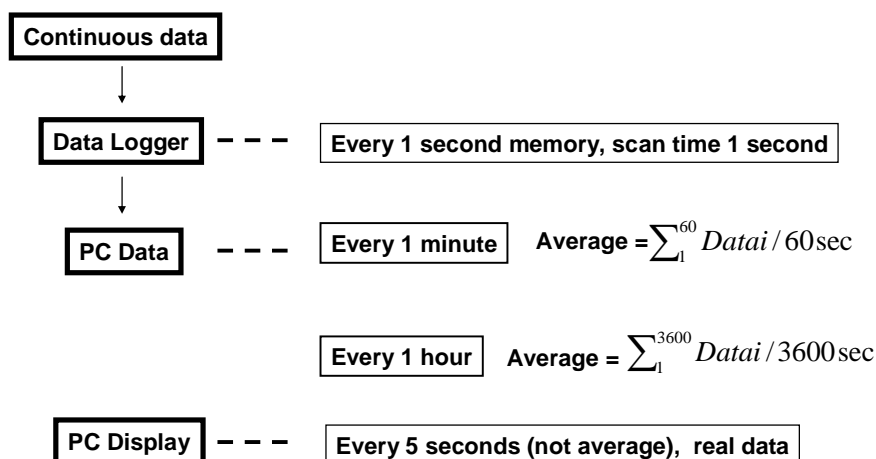 Continuous data
Data Logger – – – Every 1 second memory, scan time 1 second
PC Data – – – Every 1 minute Average = ∑₁⁶⁰ Datai / 60sec
Every 1 hour Average = ∑₁³⁶⁰⁰ Datai / 3600sec
PC Display – – – Every 5 seconds (not average), real data